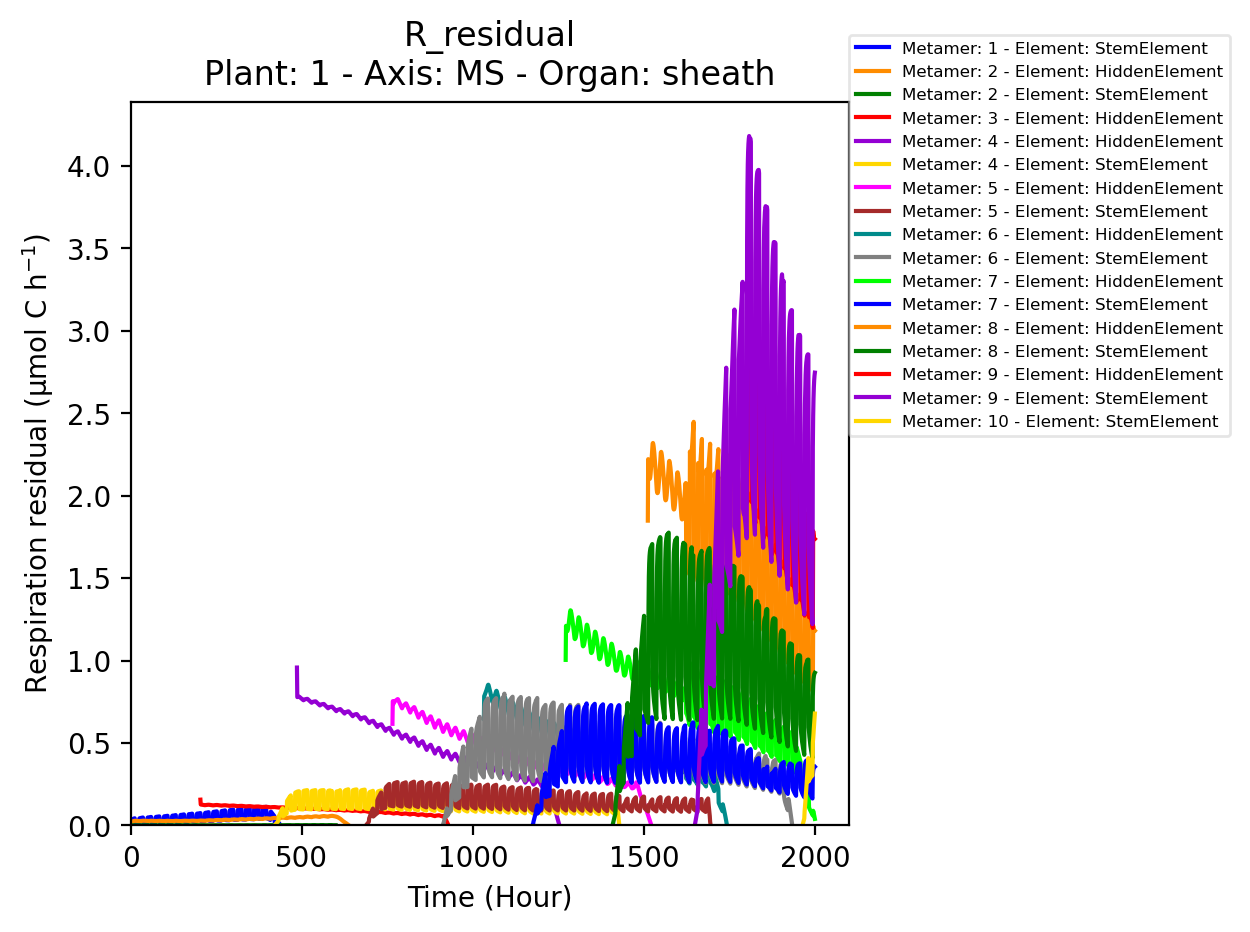 R_residual
Plant: 1 - Axis: MS - Organ: sheath
Metamer: 1 - Element: StemElement
Metamer: 2 - Element: HiddenElement
Metamer: 2 - Element: StemElement
Metamer: 3 - Element: HiddenElement
Metamer: 4 - Element: HiddenElement
Metamer: 4 - Element: StemElement
Metamer: 5 - Element: HiddenElement
Metamer: 5 - Element: StemElement
Metamer: 6 - Element: HiddenElement
Metamer: 6 - Element: StemElement
Metamer: 7 - Element: HiddenElement
Metamer: 7 - Element: StemElement
Metamer: 8 - Element: HiddenElement
Metamer: 8 - Element: StemElement
Metamer: 9 - Element: HiddenElement
Metamer: 9 - Element: StemElement
Metamer: 10 - Element: StemElement
Respiration residual (µmol C h⁻¹)
4.0
3.5
3.0
2.5
2.0
1.5
1.0
0.5
0.0
0 500 1000 1500 2000
Time (Hour)